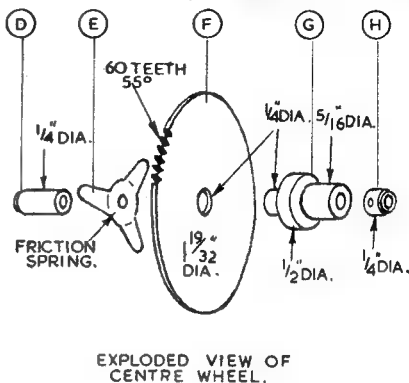 D E F G H
60 TEETH
55°
1/4" DIA.
1/4" DIA.
5/16" DIA.
FRICTION
SPRING.
1 19/32"
DIA.
1/2" DIA.
1/4" DIA.
EXPLODED VIEW OF
CENTRE WHEEL.